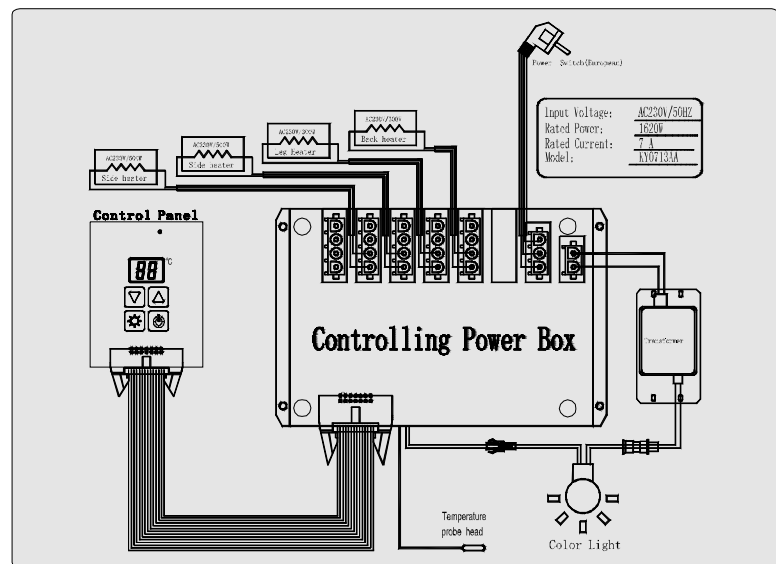 Power Switch(European)
Input Voltage: AC230V/50HZ
Rated Power: 1620W
Rated Current: 7 A
Model: KY0713AA
Back heater
Leg Heater
Side heater
Side heater
Control Panel
88
°C
Controlling Power Box
Transformer
Temperature
probe head
Color Light